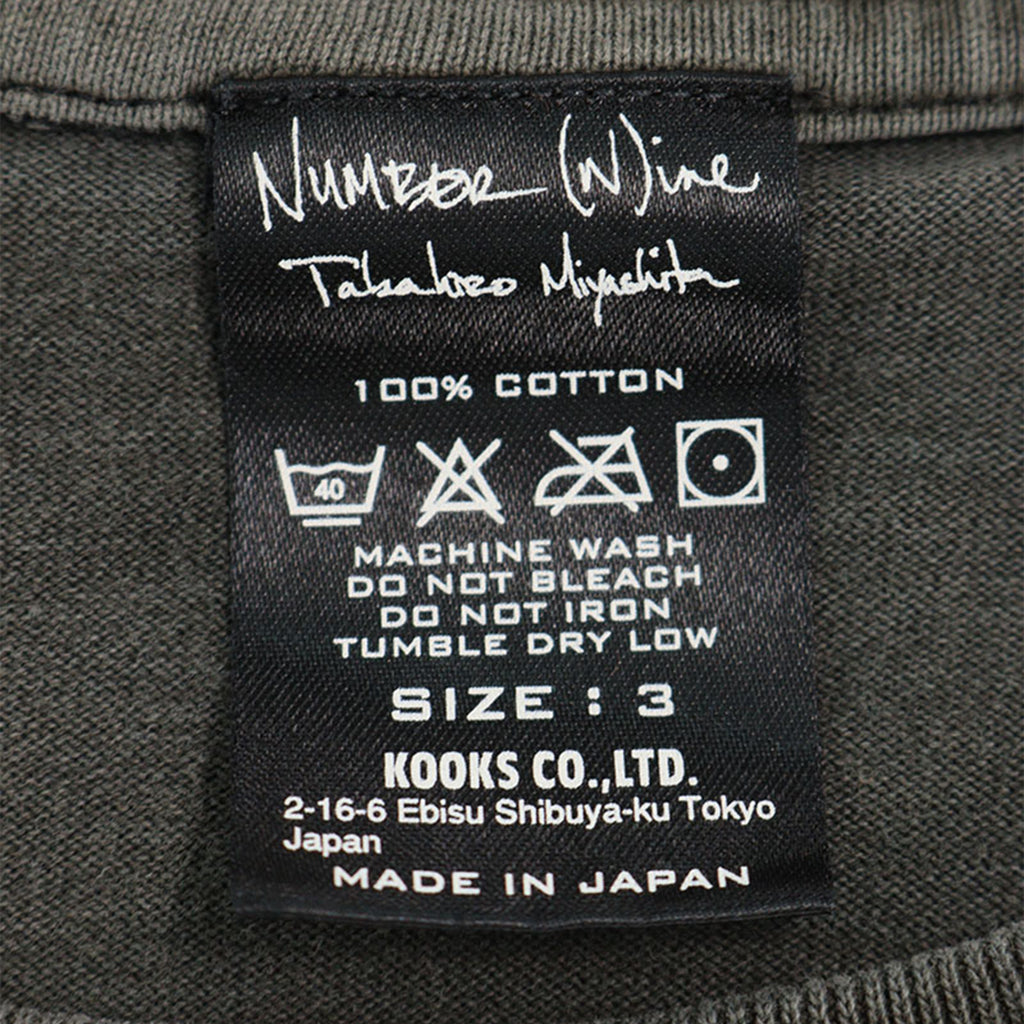 NUMBER (N)ine
Takahiro Miyashita
100% COTTON
40
MACHINE WASH
DO NOT BLEACH
DO NOT IRON
TUMBLE DRY LOW
SIZE : 3
KOOKS CO.,LTD.
2-16-6 Ebisu Shibuya-ku Tokyo
Japan
MADE IN JAPAN